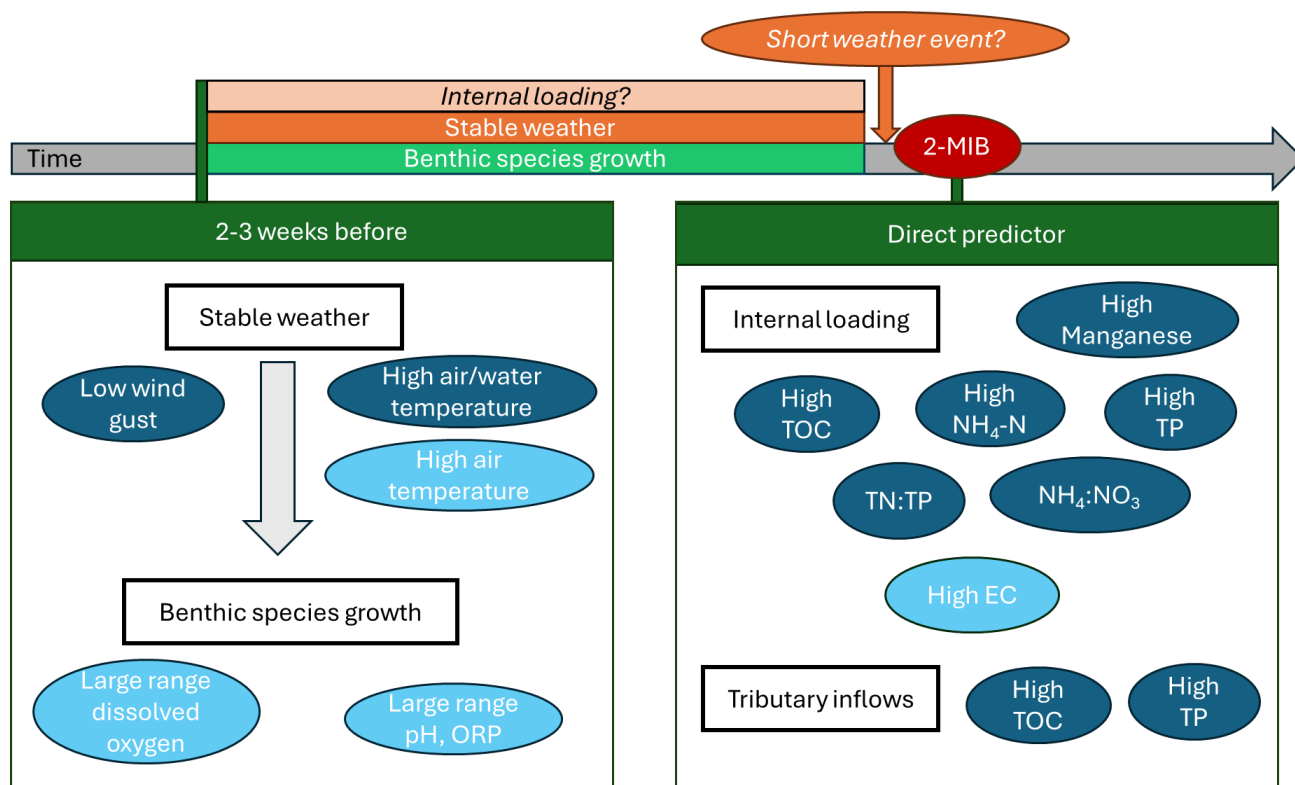 Short weather event?
Internal loading?
Stable weather
Time
Benthic species growth
2-MIB
2-3 weeks before
Stable weather
Low wind
gust
High air/water
temperature
High air
temperature
Benthic species growth
Large range
dissolved
oxygen
Large range
pH, ORP
Direct predictor
Internal loading
High
Manganese
High
TOC
High
NH₄-N
High
TP
TN:TP
NH₄:NO₃
High EC
Tributary inflows
High
TOC
High
TP